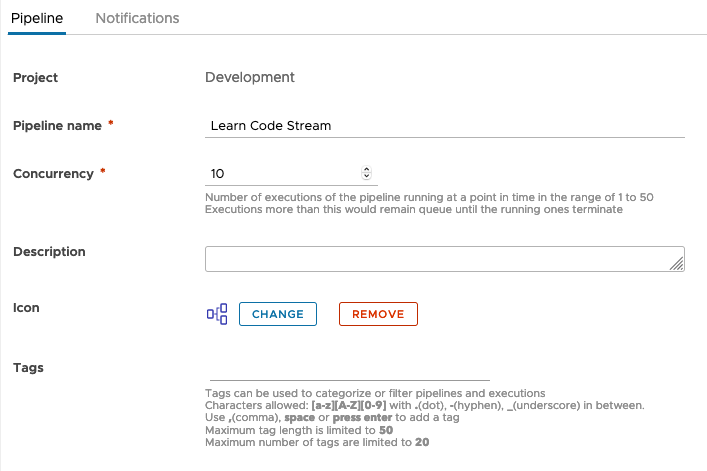 Pipeline Notifications
Project Development
Pipeline name * Learn Code Stream
Concurrency * 10
Number of executions of the pipeline running at a point in time in the range of 1 to 50
Executions more than this would remain queue until the running ones terminate
Description
Icon CHANGE REMOVE
Tags
Tags can be used to categorize or filter pipelines and executions
Characters allowed: [a-z][A-Z][0-9] with .(dot), -(hyphen), _(underscore) in between.
Use ,(comma), space or press enter to add a tag
Maximum tag length is limited to 50
Maximum number of tags are limited to 20